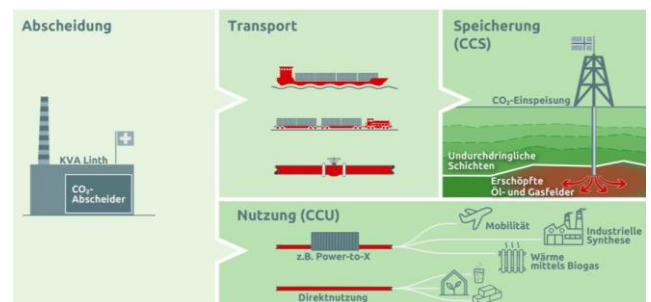 Abscheidung
KVA Linth
CO₂-
Abscheider
Transport
Speicherung
(CCS)
CO₂-Einspeisung
Undurchdringliche
Schichten
Erschöpfte
Öl- und Gasfelder
Nutzung (CCU)
z.B. Power-to-X
Mobilität
Industrielle
Synthese
Wärme
mittels Biogas
Direktnutzung